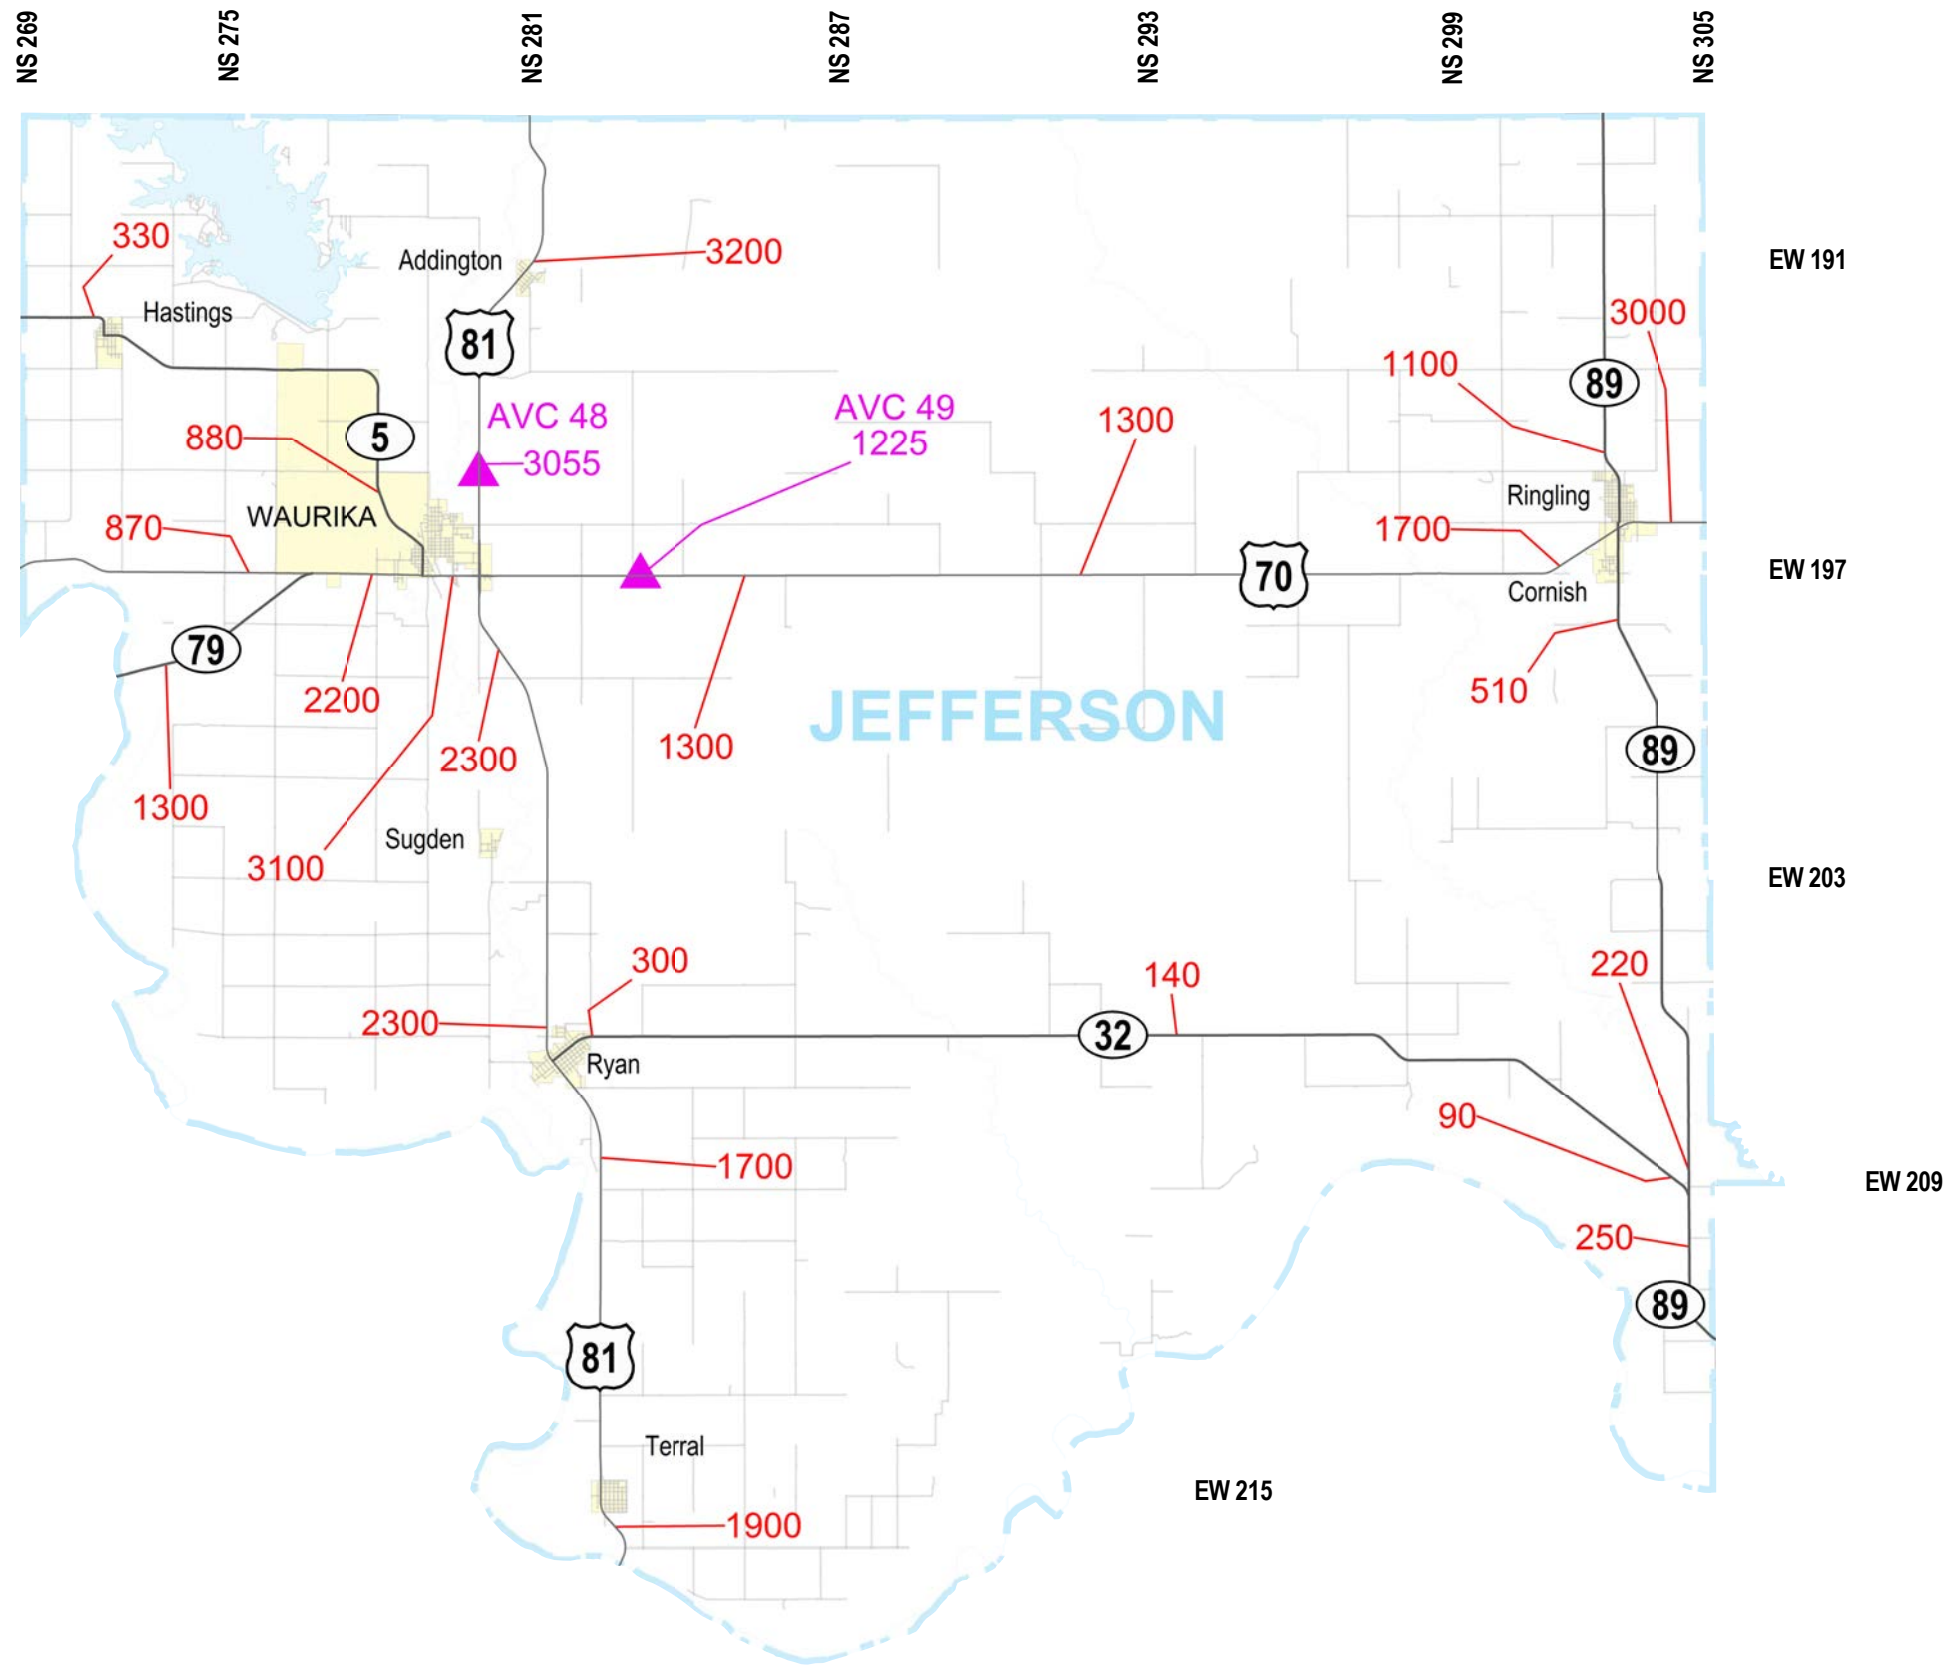 NS 269
NS 275
NS 281
NS 287
NS 293
NS 299
NS 305
330
Addington
3200
EW 191
Hastings
3000
81
1100
89
AVC 48
3055
AVC 49
1225
1300
880
5
Ringling
WAURIKA
870
1700
70
EW 197
Cornish
79
510
2200
JEFFERSON
1300
2300
89
1300
Sugden
3100
EW 203
300
140
220
2300
32
Ryan
90
1700
EW 209
250
89
81
Terral
EW 215
1900